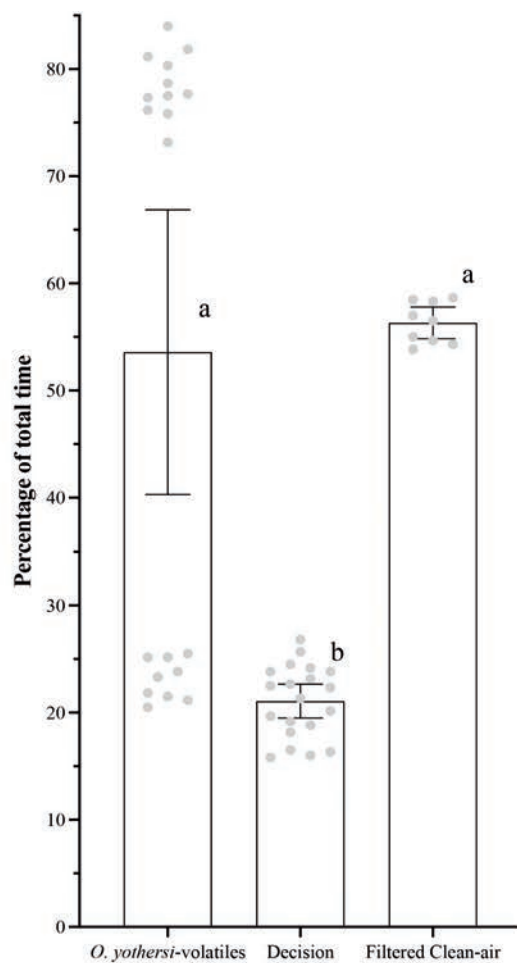 Percentage of total time
80
70
60
50
40
30
20
10
0
a
b
a
O. yothersi-volatiles
Decision
Filtered Clean-air